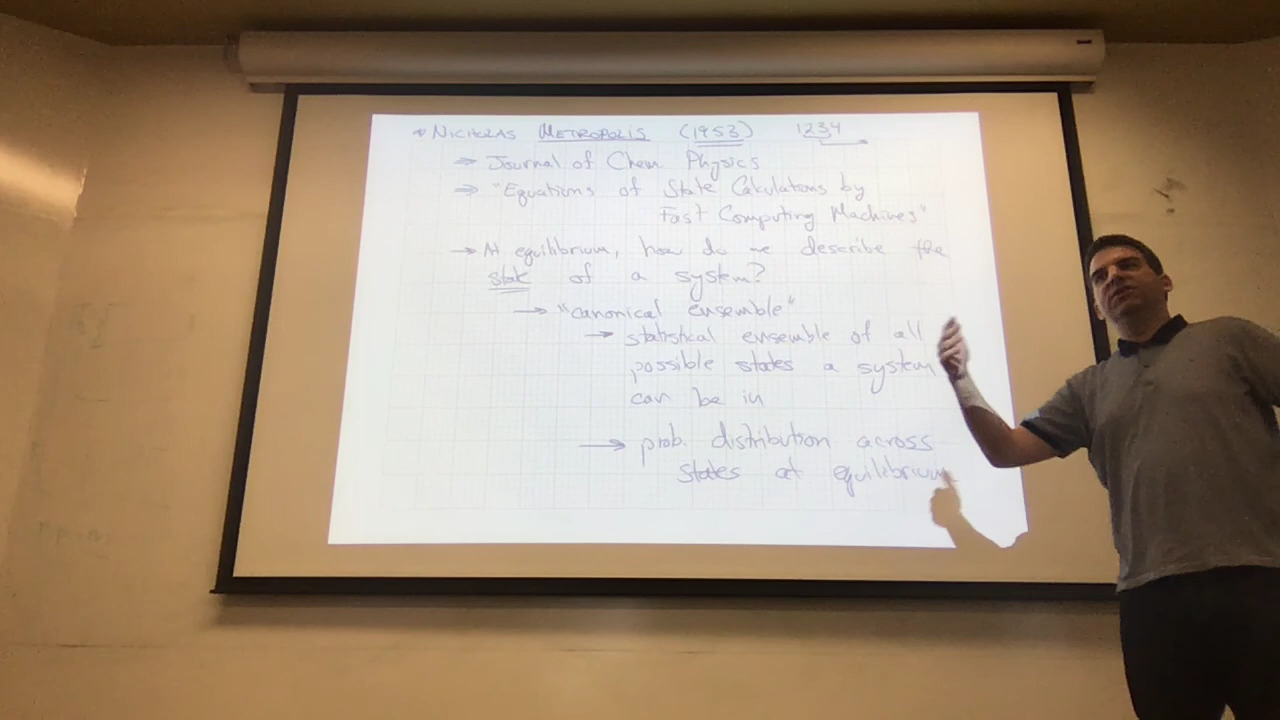 * NICHOLAS METROPOLIS (1953) 1234
⇒ Journal of Chem Physics
⇒ "Equations of State Calculations by
Fast Computing Machines"
→ At equilibrium, how do we describe the
state of a system?
→ "canonical ensemble"
→ statistical ensemble of all
possible states a system
can be in
→ prob. distribution across
states at equilibrium